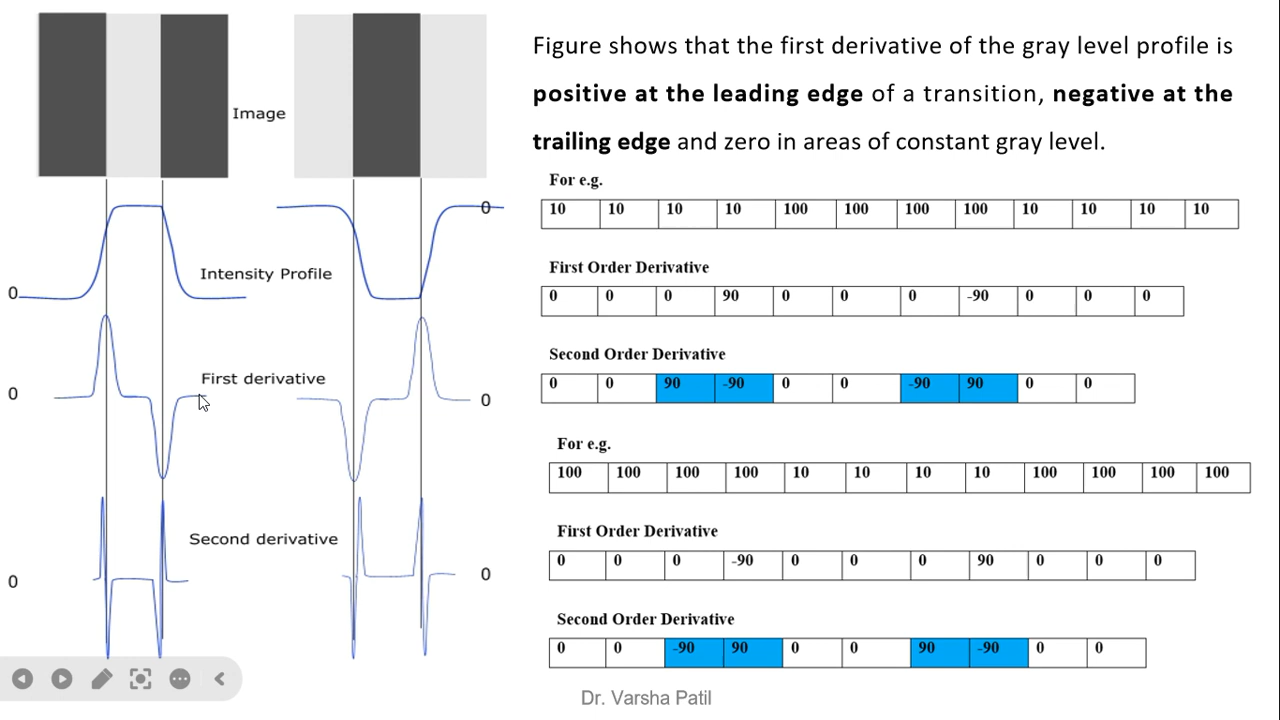 Figure shows that the first derivative of the gray level profile is
positive at the leading edge of a transition, negative at the
trailing edge and zero in areas of constant gray level.
Image
0
Intensity Profile
0
First derivative
0
0
Second derivative
0
0
For e.g.
10 10 10 10 100 100 100 100 10 10 10 10
First Order Derivative
0 0 0 90 0 0 0 -90 0 0 0
Second Order Derivative
0 0 90 -90 0 0 -90 90 0 0
For e.g.
100 100 100 100 10 10 10 10 100 100 100 100
First Order Derivative
0 0 0 -90 0 0 0 90 0 0 0
Second Order Derivative
0 0 -90 90 0 0 90 -90 0 0
Dr. Varsha Patil